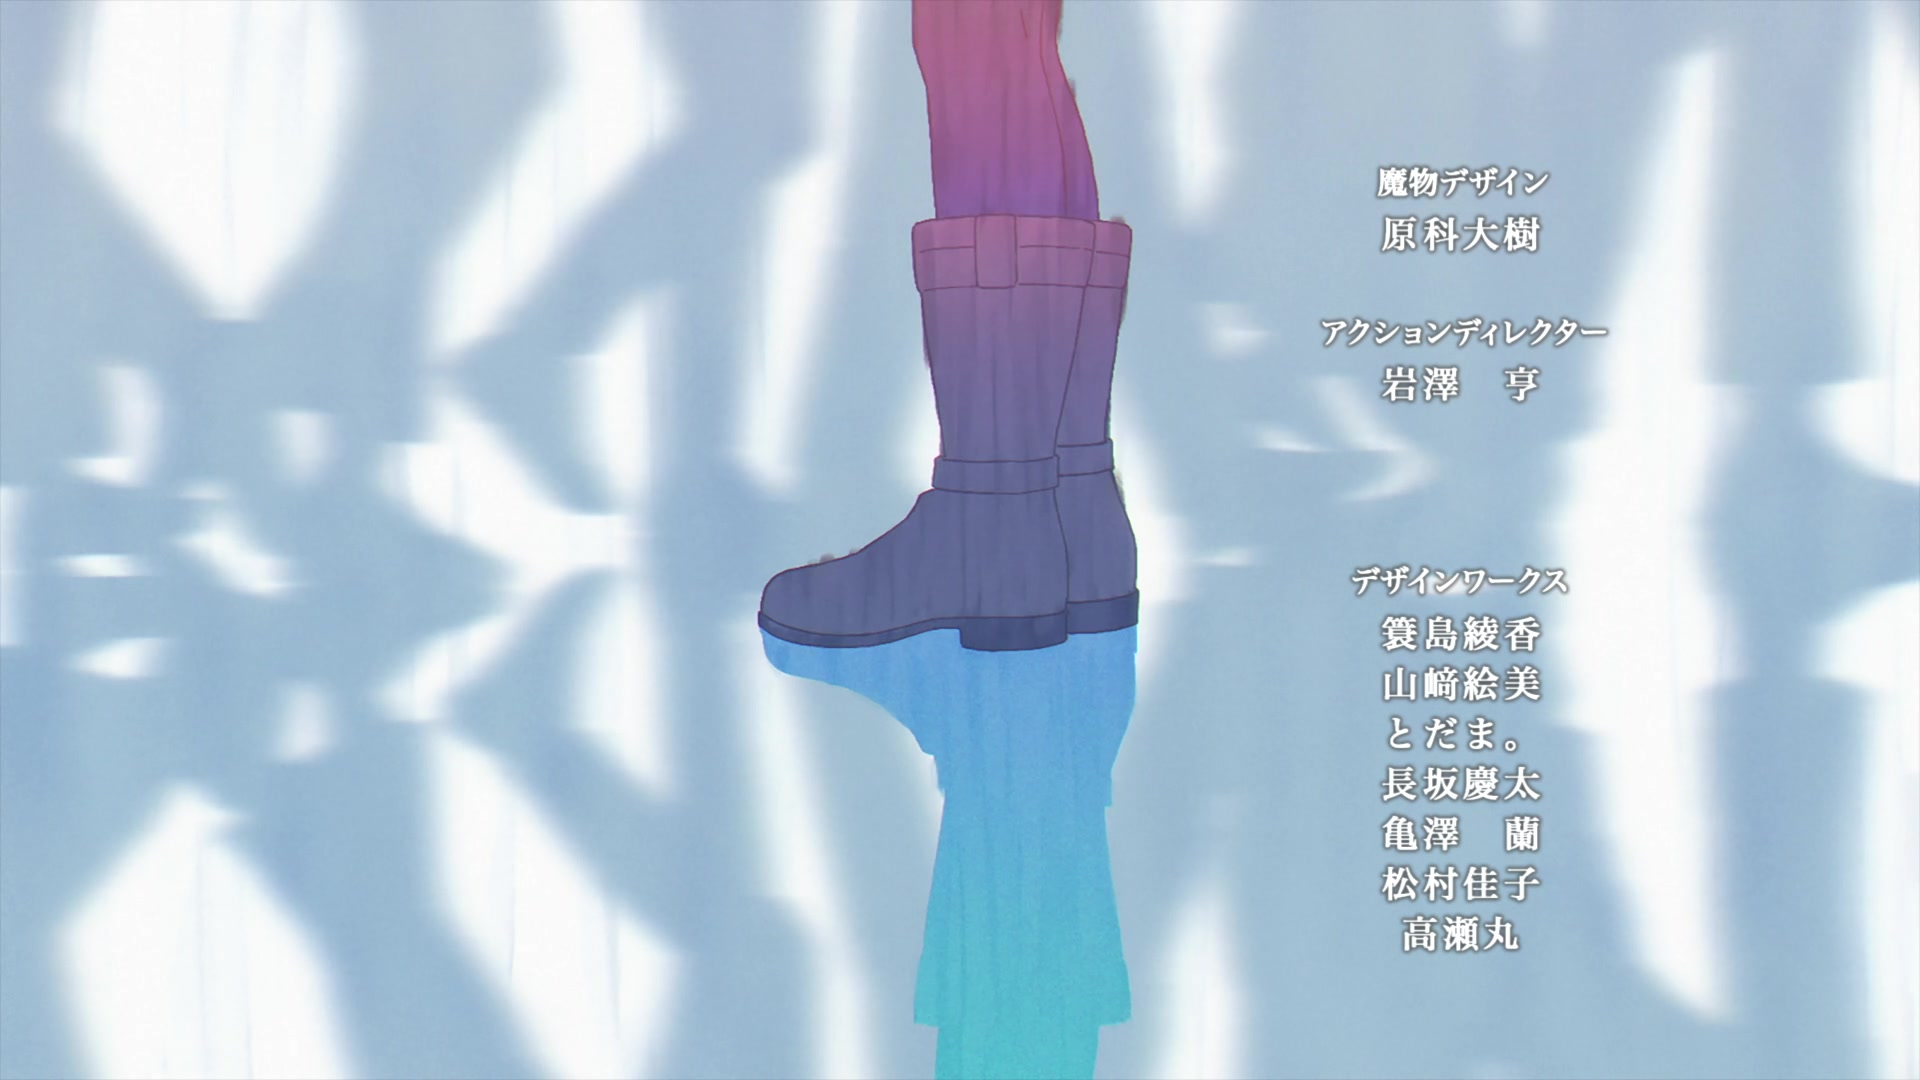 魔物デザイン
原科大樹
アクションディレクター
岩澤　亨
デザインワークス
簑島綾香
山﨑絵美
とだま。
長坂慶太
亀澤　蘭
松村佳子
高瀬丸